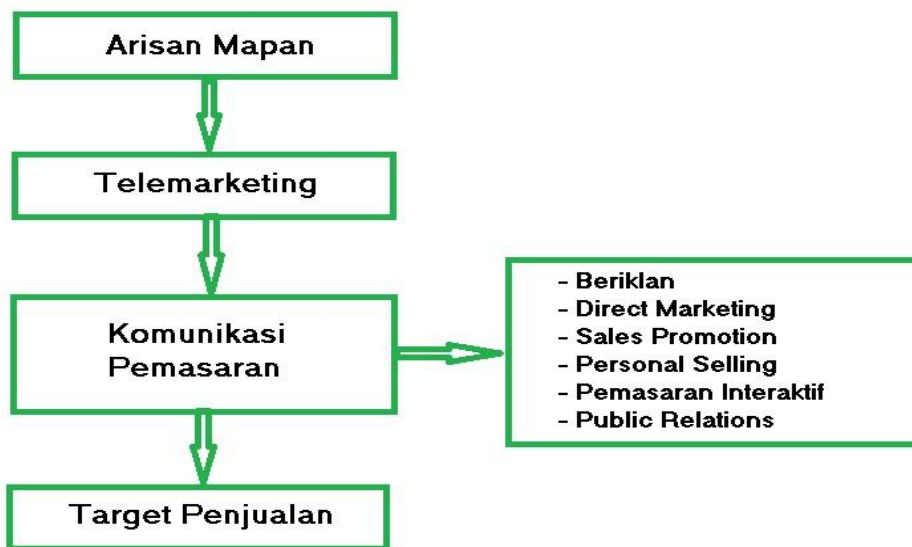 Arisan Mapan
Telemarketing
Komunikasi
Pemasaran
- Beriklan
- Direct Marketing
- Sales Promotion
- Personal Selling
- Pemasaran Interaktif
- Public Relations
Target Penjualan